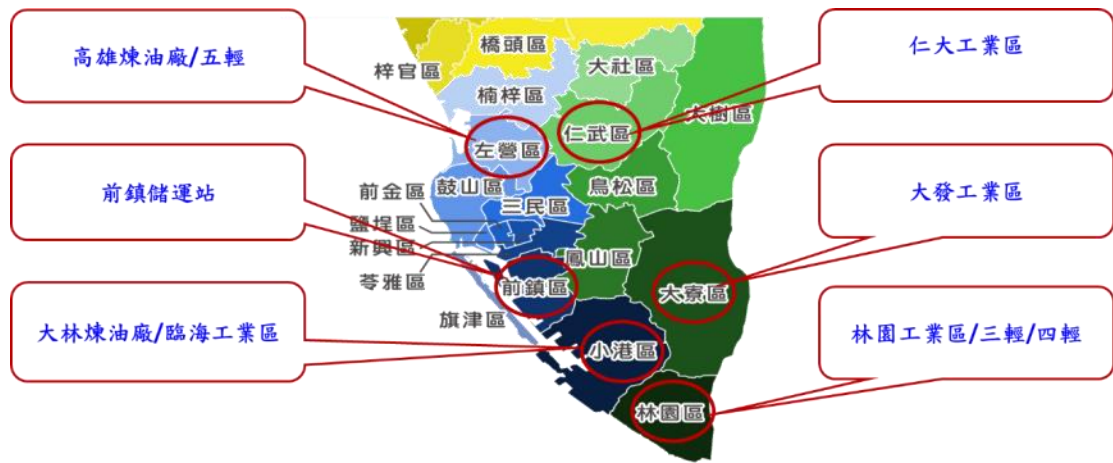 高雄煉油廠/五輕
仁大工業區
橋頭區
梓官區
大社區
楠梓區
大樹區
仁武區
左營區
前鎮儲運站
大發工業區
鼓山區
鳥松區
前金區
三民區
鹽埕區
新興區
鳳山區
苓雅區
前鎮區
大寮區
旗津區
大林煉油廠/臨海工業區
林園工業區/三輕/四輕
小港區
林園區